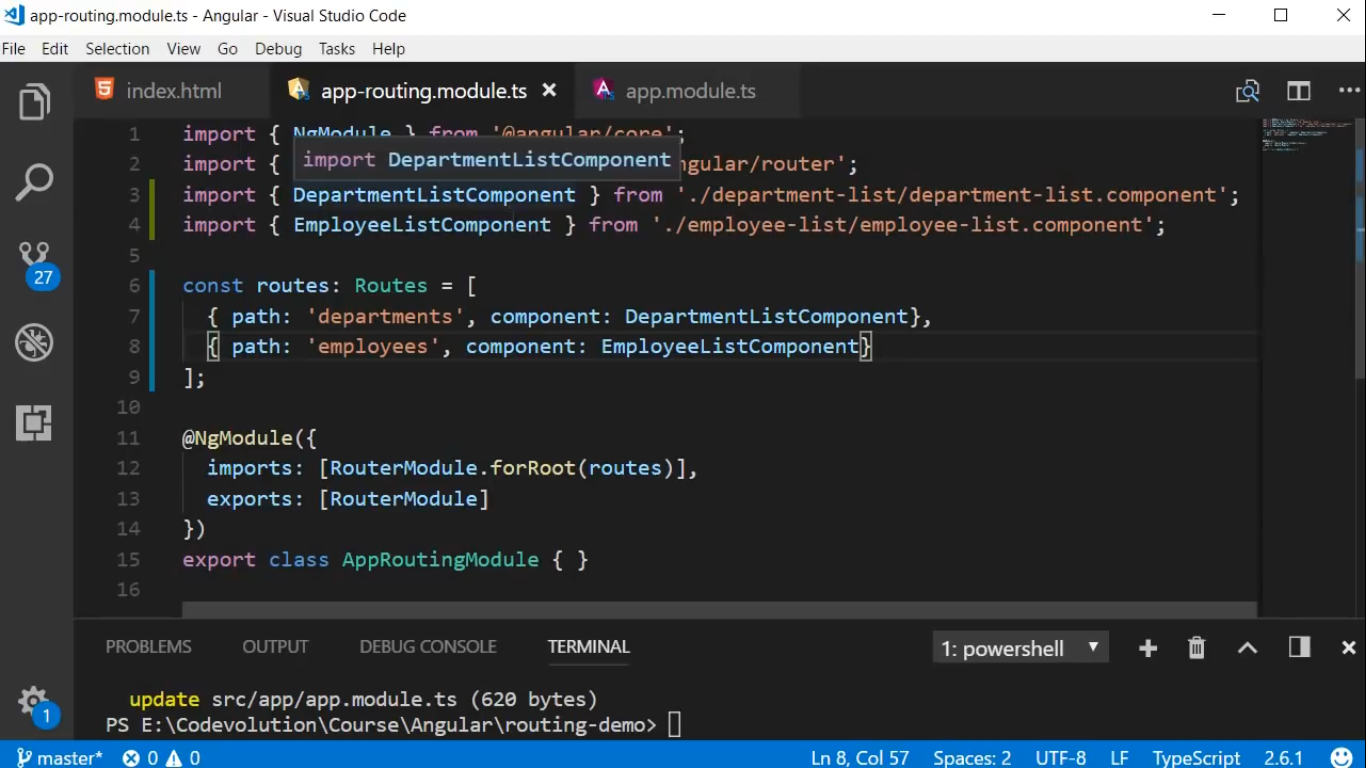 app-routing.module.ts - Angular - Visual Studio Code
File Edit Selection View Go Debug Tasks Help
index.html app-routing.module.ts app.module.ts
1 import { NgModule } from '@angular/core';
import DepartmentListComponent
2 import { ngular/router';
3 import { DepartmentListComponent } from './department-list/department-list.component';
4 import { EmployeeListComponent } from './employee-list/employee-list.component';
5
6 const routes: Routes = [
7 { path: 'departments', component: DepartmentListComponent},
8 { path: 'employees', component: EmployeeListComponent}
9 ];
10
11 @NgModule({
12 imports: [RouterModule.forRoot(routes)],
13 exports: [RouterModule]
14 })
15 export class AppRoutingModule { }
16
27
PROBLEMS OUTPUT DEBUG CONSOLE TERMINAL 1: powershell
update src/app/app.module.ts (620 bytes)
PS E:\Codevolution\Course\Angular\routing-demo>
1
master* 0 0 Ln 8, Col 57 Spaces: 2 UTF-8 LF TypeScript 2.6.1